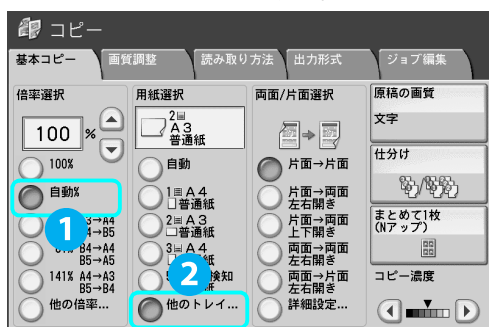 コピー
基本コピー
画質調整
読み取り方法
出力形式
ジョブ編集
倍率選択
100 %
100%
自動%
1
3→A4
4→B5
B4→A4
B5→A5
141% A4→A3
B5→B4
他の倍率...
用紙選択
2
A3
普通紙
自動
1 A4
普通紙
2 A3
普通紙
3 A4
紙
2
検知
他のトレイ...
両面/片面選択
片面→片面
片面→両面
左右開き
片面→両面
上下開き
両面→両面
左右開き
両面→片面
左右開き
詳細設定...
原稿の画質
文字
仕分け
まとめて1枚
(Nアップ)
コピー濃度